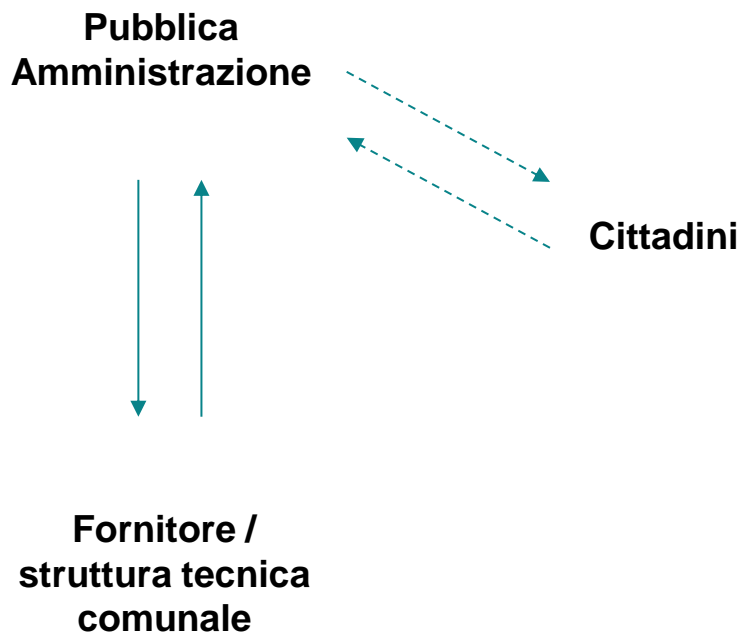 Pubblica
Amministrazione
Cittadini
Fornitore /
struttura tecnica
comunale